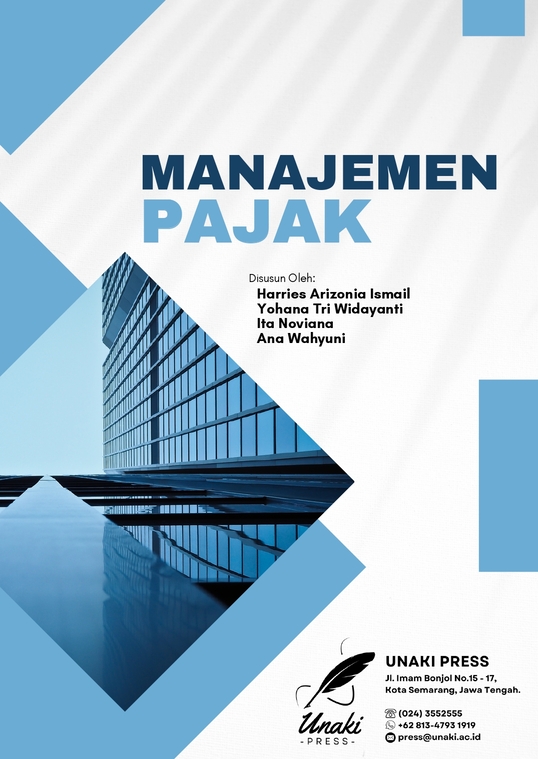 MANAJEMEN
PAJAK
Disusun Oleh:
Harries Arizonia Ismail
Yohana Tri Widayanti
Ita Noviana
Ana Wahyuni
Unaki
-PRESS-
UNAKI PRESS
Jl. Imam Bonjol No.15 - 17,
Kota Semarang, Jawa Tengah.
(024) 3552555
+62 813-4793 1919
press@unaki.ac.id